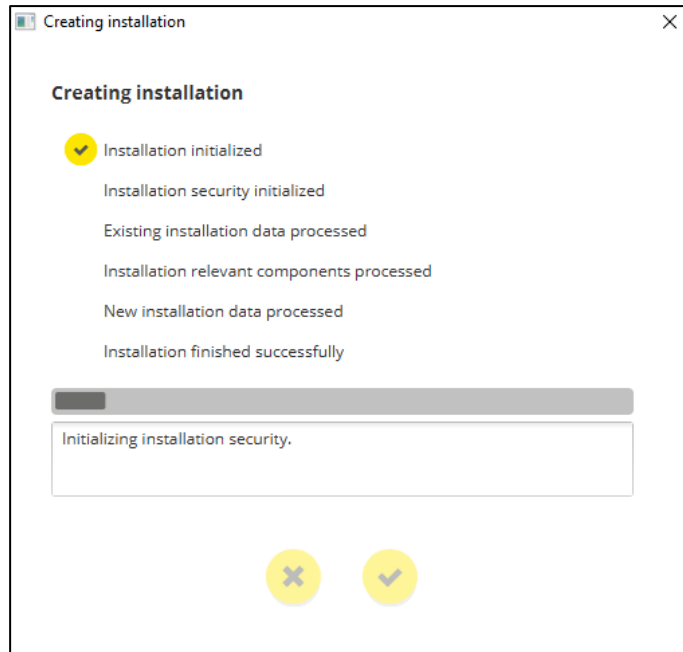 Creating installation
Creating installation
Installation initialized
Installation security initialized
Existing installation data processed
Installation relevant components processed
New installation data processed
Installation finished successfully
Initializing installation security.